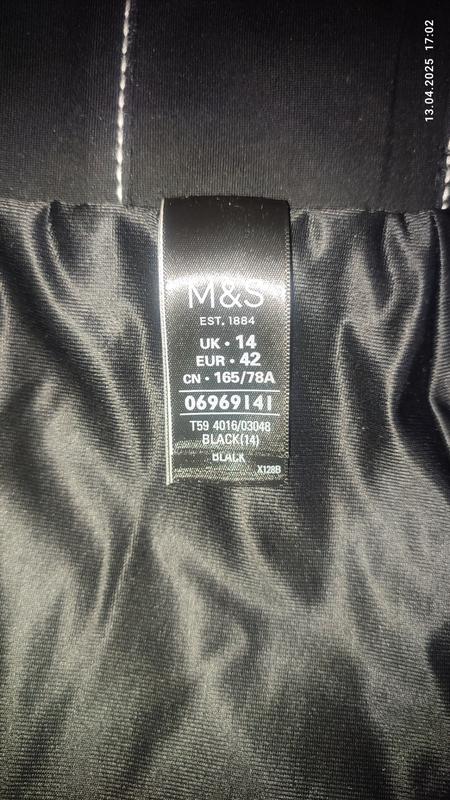 13.04.2025 17:02
M&S
EST. 1884
UK • 14
EUR • 42
CN • 165/78A
06969141
T59 4016/03048
BLACK(14)
BLACK
X128B